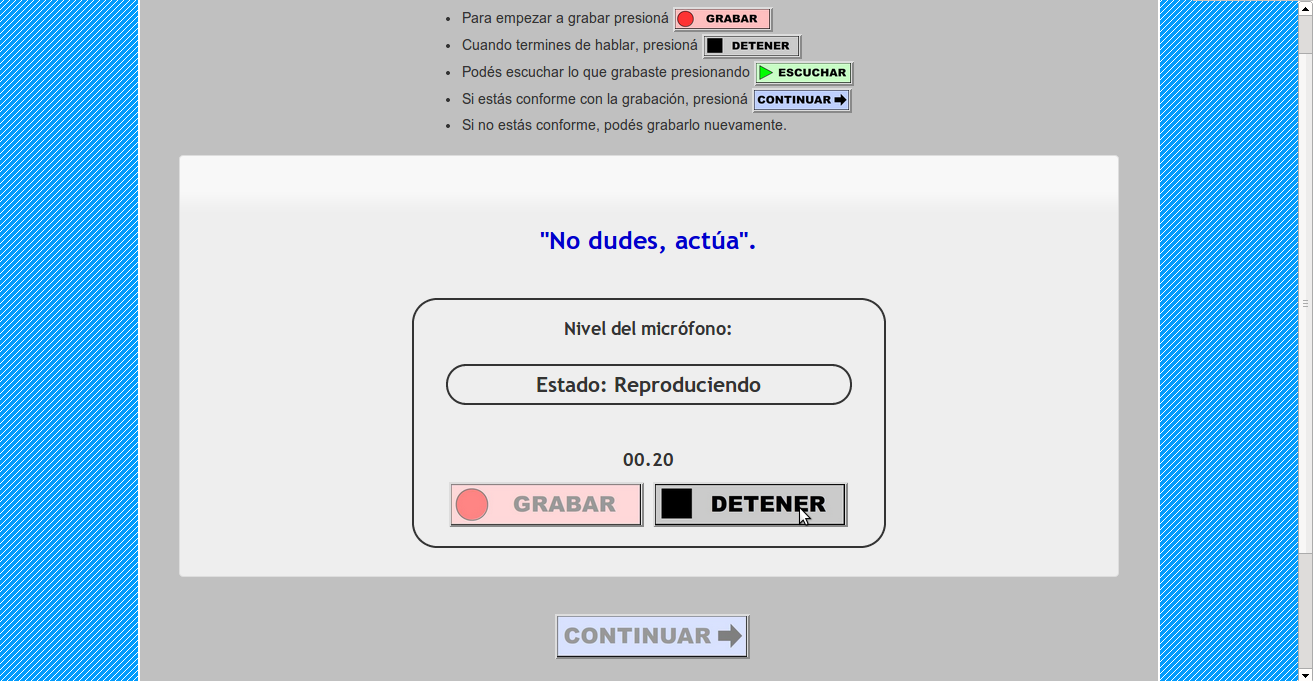 Para empezar a grabar presioná GRABAR
Cuando termines de hablar, presioná DETENER
Podés escuchar lo que grabaste presionando ESCUCHAR
Si estás conforme con la grabación, presioná CONTINUAR
Si no estás conforme, podés grabarlo nuevamente.
"No dudes, actúa".
Nivel del micrófono:
Estado: Reproduciendo
00.20
GRABAR DETENER
CONTINUAR